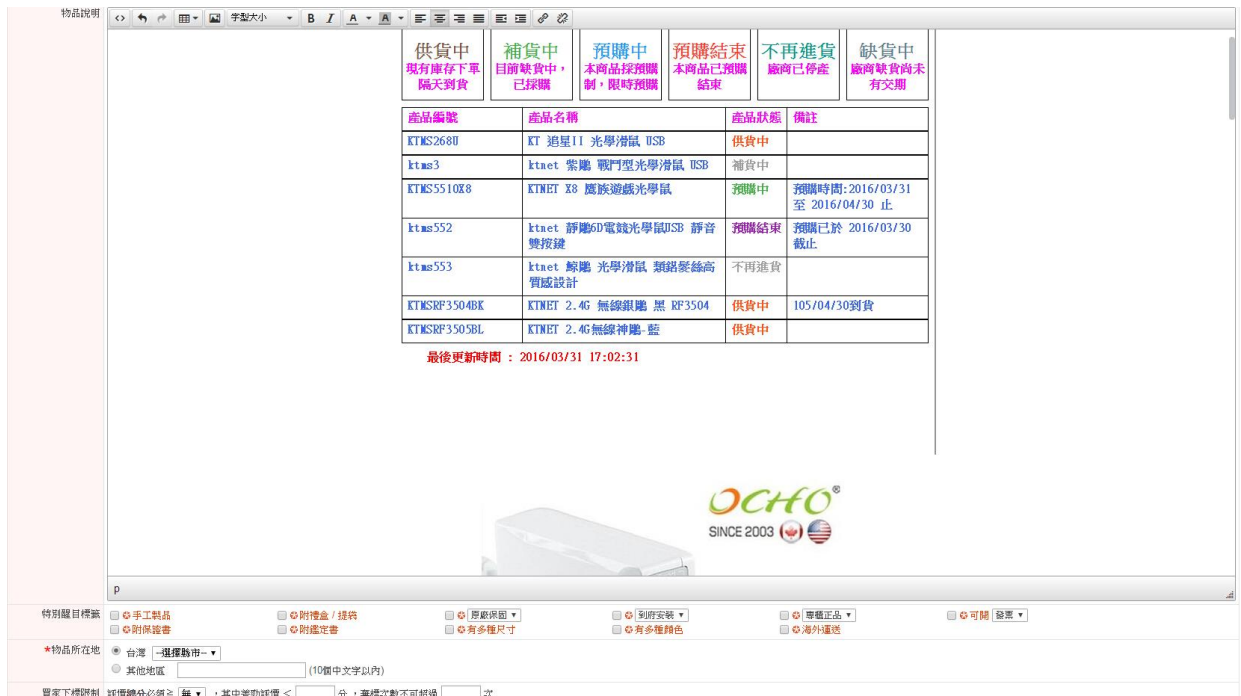 物品說明
字型大小 B I A A
供貨中 補貨中 預購中 預購結束 不再進貨 缺貨中
現有庫存下單 目前缺貨中， 本商品採預購 本商品已預購 廠商已停產 廠商缺貨尚未
隔天到貨 已採購 制，限時預購 結束 有交期
產品編號 產品名稱 產品狀態 備註
KTMS268U KT 追星II 光學滑鼠 USB 供貨中
ktms3 ktnet 紫鵰 戰鬥型光學滑鼠 USB 補貨中
KTMS5510X8 KTNET X8 鷹族遊戲光學鼠 預購中 預購時間:2016/03/31
至 2016/04/30 止
ktms552 ktnet 靜鵰6D電競光學鼠USB 靜音 預購結束 預購已於 2016/03/30
雙按鍵 截止
ktms553 ktnet 鯨鵰 光學滑鼠 類鋁髮絲高 不再進貨
質感設計
KTMSRF3504BK KTNET 2.4G 無線銀鵰 黑 RF3504 供貨中 105/04/30到貨
KTMSRF3505BL KTNET 2.4G無線神鵰-藍 供貨中
最後更新時間 : 2016/03/31 17:02:31
OCHO®
SINCE 2003
p
特別醒目標籤 手工製品 附禮盒 / 提袋 原廠保固 到府安裝 專櫃正品 可開 發票
附保證書 附鑑定書 有多種尺寸 有多種顏色 海外運送
*物品所在地 台灣 --選擇縣市--
其他地區 (10個中文字以內)
買家下標限制 評價總分必須≧ 無 ，其中差勁評價 ＜ 分，棄標次數不可超過 次